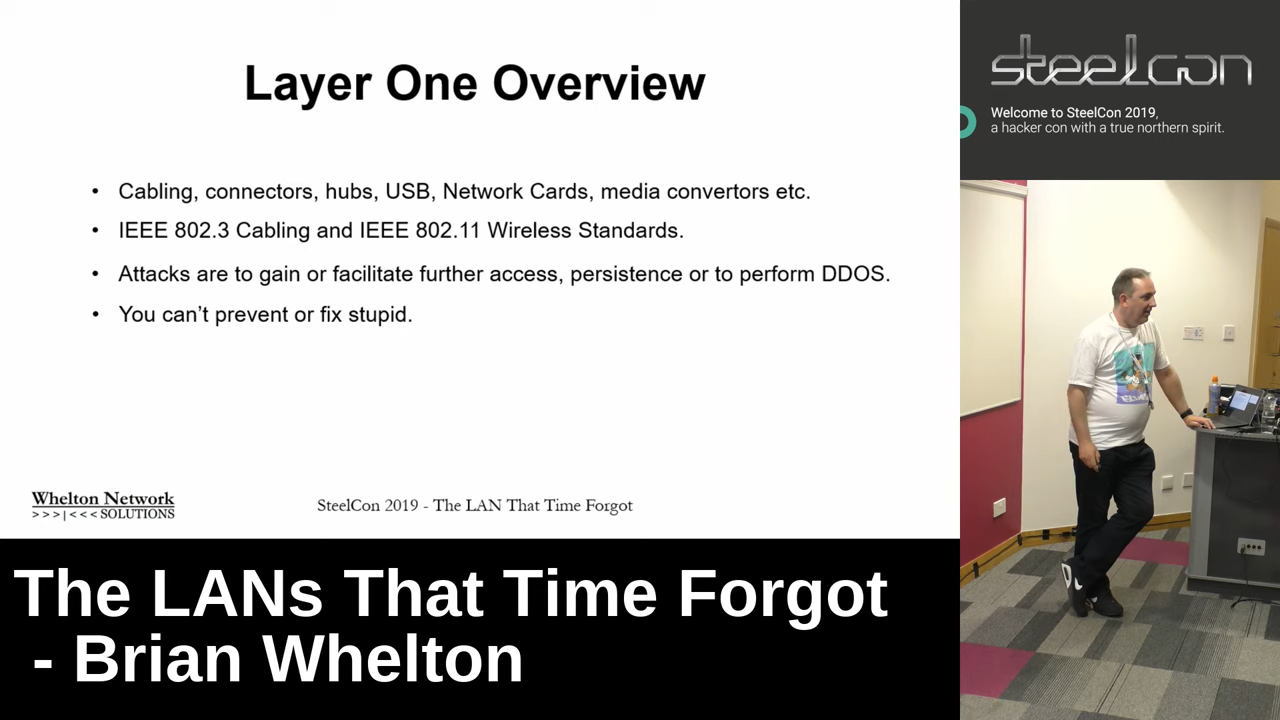 Layer One Overview
• Cabling, connectors, hubs, USB, Network Cards, media convertors etc.
• IEEE 802.3 Cabling and IEEE 802.11 Wireless Standards.
• Attacks are to gain or facilitate further access, persistence or to perform DDOS.
• You can’t prevent or fix stupid.
Whelton Network
>>>|<<< SOLUTIONS
SteelCon 2019 - The LAN That Time Forgot
The LANs That Time Forgot
- Brian Whelton
steelcon
Welcome to SteelCon 2019,
a hacker con with a true northern spirit.